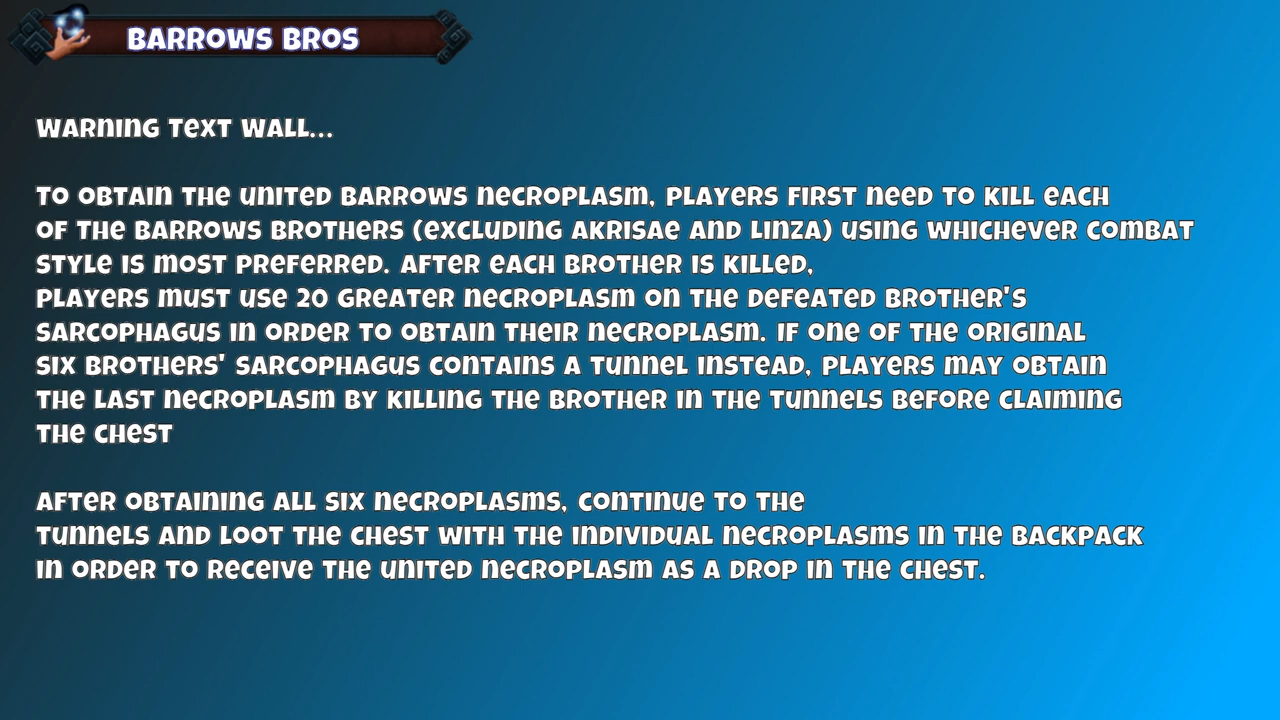 BARROWS BROS
WARNING TEXT WALL...
TO OBTAIN THE UNITED BARROWS NECROPLASM, PLAYERS FIRST NEED TO KILL EACH
OF THE BARROWS BROTHERS (EXCLUDING AKRISAE AND LINZA) USING WHICHEVER COMBAT
STYLE IS MOST PREFERRED. AFTER EACH BROTHER IS KILLED,
PLAYERS MUST USE 20 GREATER NECROPLASM ON THE DEFEATED BROTHER'S
SARCOPHAGUS IN ORDER TO OBTAIN THEIR NECROPLASM. IF ONE OF THE ORIGINAL
SIX BROTHERS' SARCOPHAGUS CONTAINS A TUNNEL INSTEAD, PLAYERS MAY OBTAIN
THE LAST NECROPLASM BY KILLING THE BROTHER IN THE TUNNELS BEFORE CLAIMING
THE CHEST
AFTER OBTAINING ALL SIX NECROPLASMS, CONTINUE TO THE
TUNNELS AND LOOT THE CHEST WITH THE INDIVIDUAL NECROPLASMS IN THE BACKPACK
IN ORDER TO RECEIVE THE UNITED NECROPLASM AS A DROP IN THE CHEST.